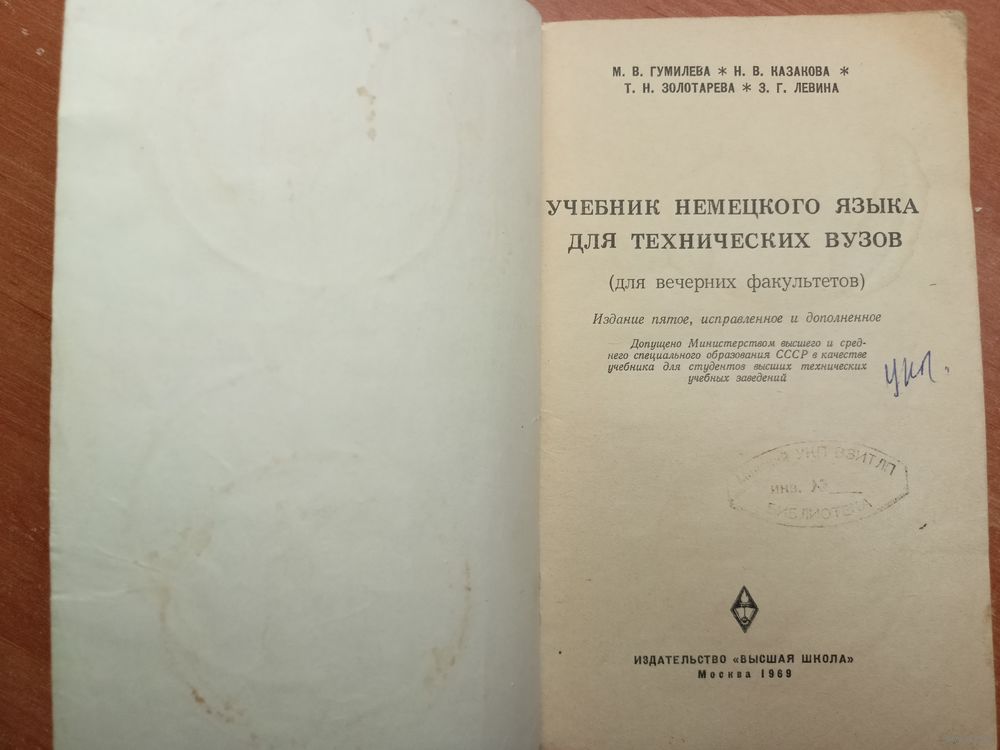 М. В. ГУМИЛЕВА * Н. В. КАЗАКОВА *
Т. Н. ЗОЛОТАРЕВА * З. Г. ЛЕВИНА
УЧЕБНИК НЕМЕЦКОГО ЯЗЫКА
ДЛЯ ТЕХНИЧЕСКИХ ВУЗОВ
(для вечерних факультетов)
Издание пятое, исправленное и дополненное
Допущено Министерством высшего и сред-
него специального образования СССР в качестве
учебника для студентов высших технических
учебных заведений
УКП ВЗИТЛП
инв. №
БИБЛИОТЕКА
ИЗДАТЕЛЬСТВО «ВЫСШАЯ ШКОЛА»
Москва 1969